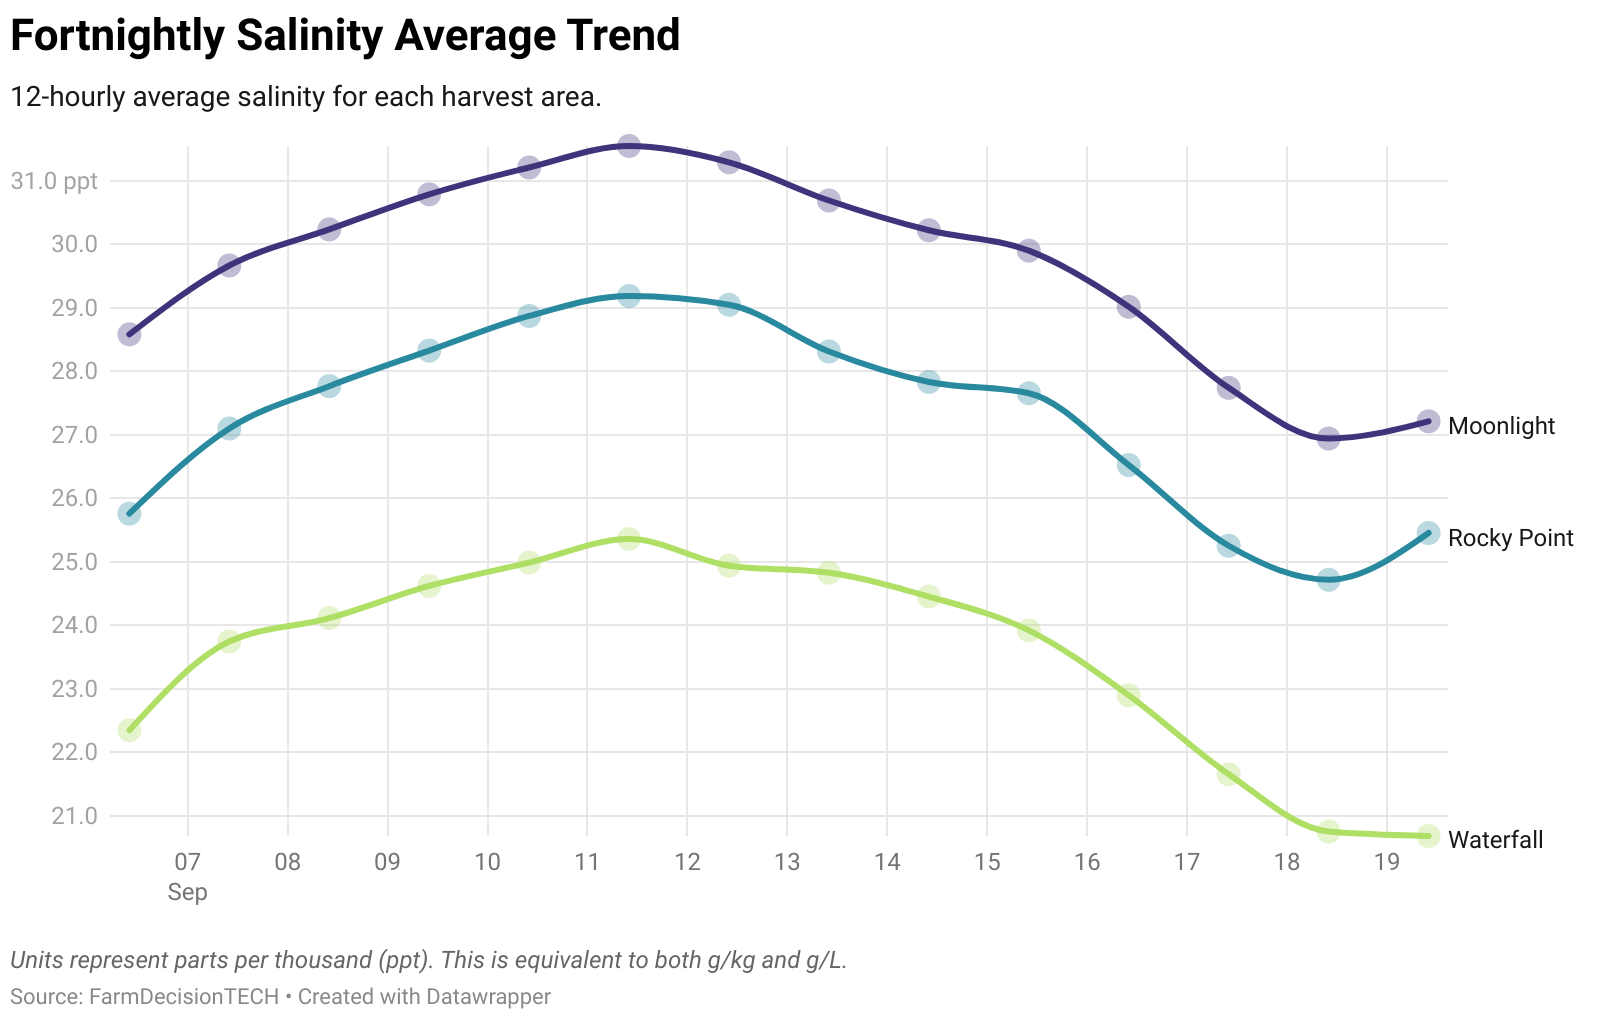 Fortnightly Salinity Average Trend
12-hourly average salinity for each harvest area.
31.0 ppt
30.0
29.0
28.0
27.0
26.0
25.0
24.0
23.0
22.0
21.0
Moonlight
Rocky Point
Waterfall
07 08 09 10 11 12 13 14 15 16 17 18 19
Sep
Units represent parts per thousand (ppt). This is equivalent to both g/kg and g/L.
Source: FarmDecisionTECH • Created with Datawrapper